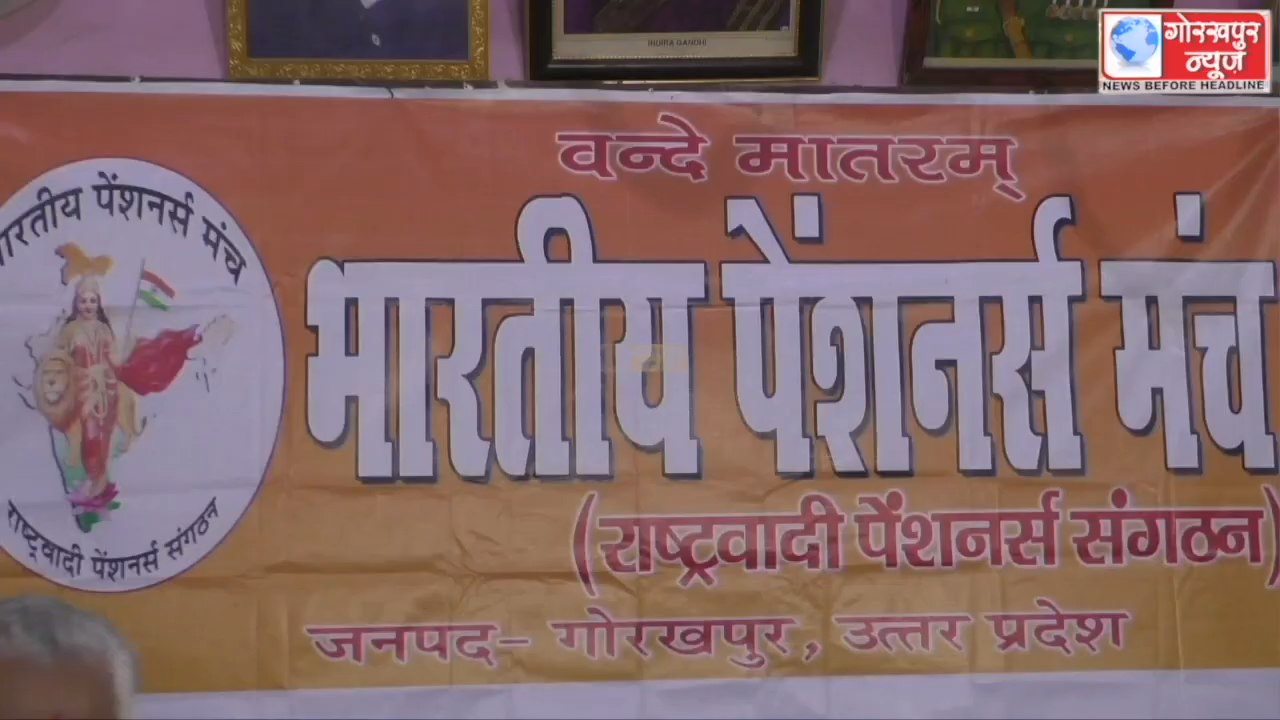 INDIRA GANDHI
गोरखपुर
न्यूज़
NEWS BEFORE HEADLINE
वन्दे मातरम्
भारतीय पेंशनर्स मंच
(राष्ट्रवादी पेंशनर्स संगठन)
जनपद- गोरखपुर, उत्तर प्रदेश
भारतीय पेंशनर्स मंच
राष्ट्रवादी पेंशनर्स संगठन